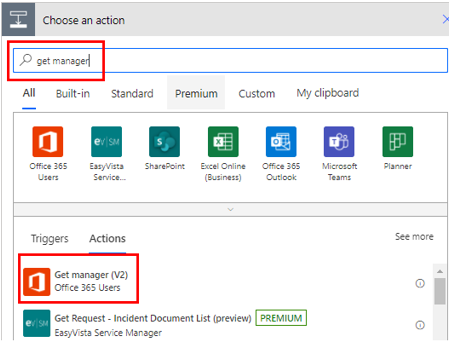 Choose an action
get manager
All Built-in Standard Premium Custom My clipboard
Office 365 Users
EasyVista Service...
SharePoint
Excel Online (Business)
Office 365 Outlook
Microsoft Teams
Planner
Triggers Actions See more
Get manager (V2)
Office 365 Users
Get Request - Incident Document List (preview) PREMIUM
EasyVista Service Manager